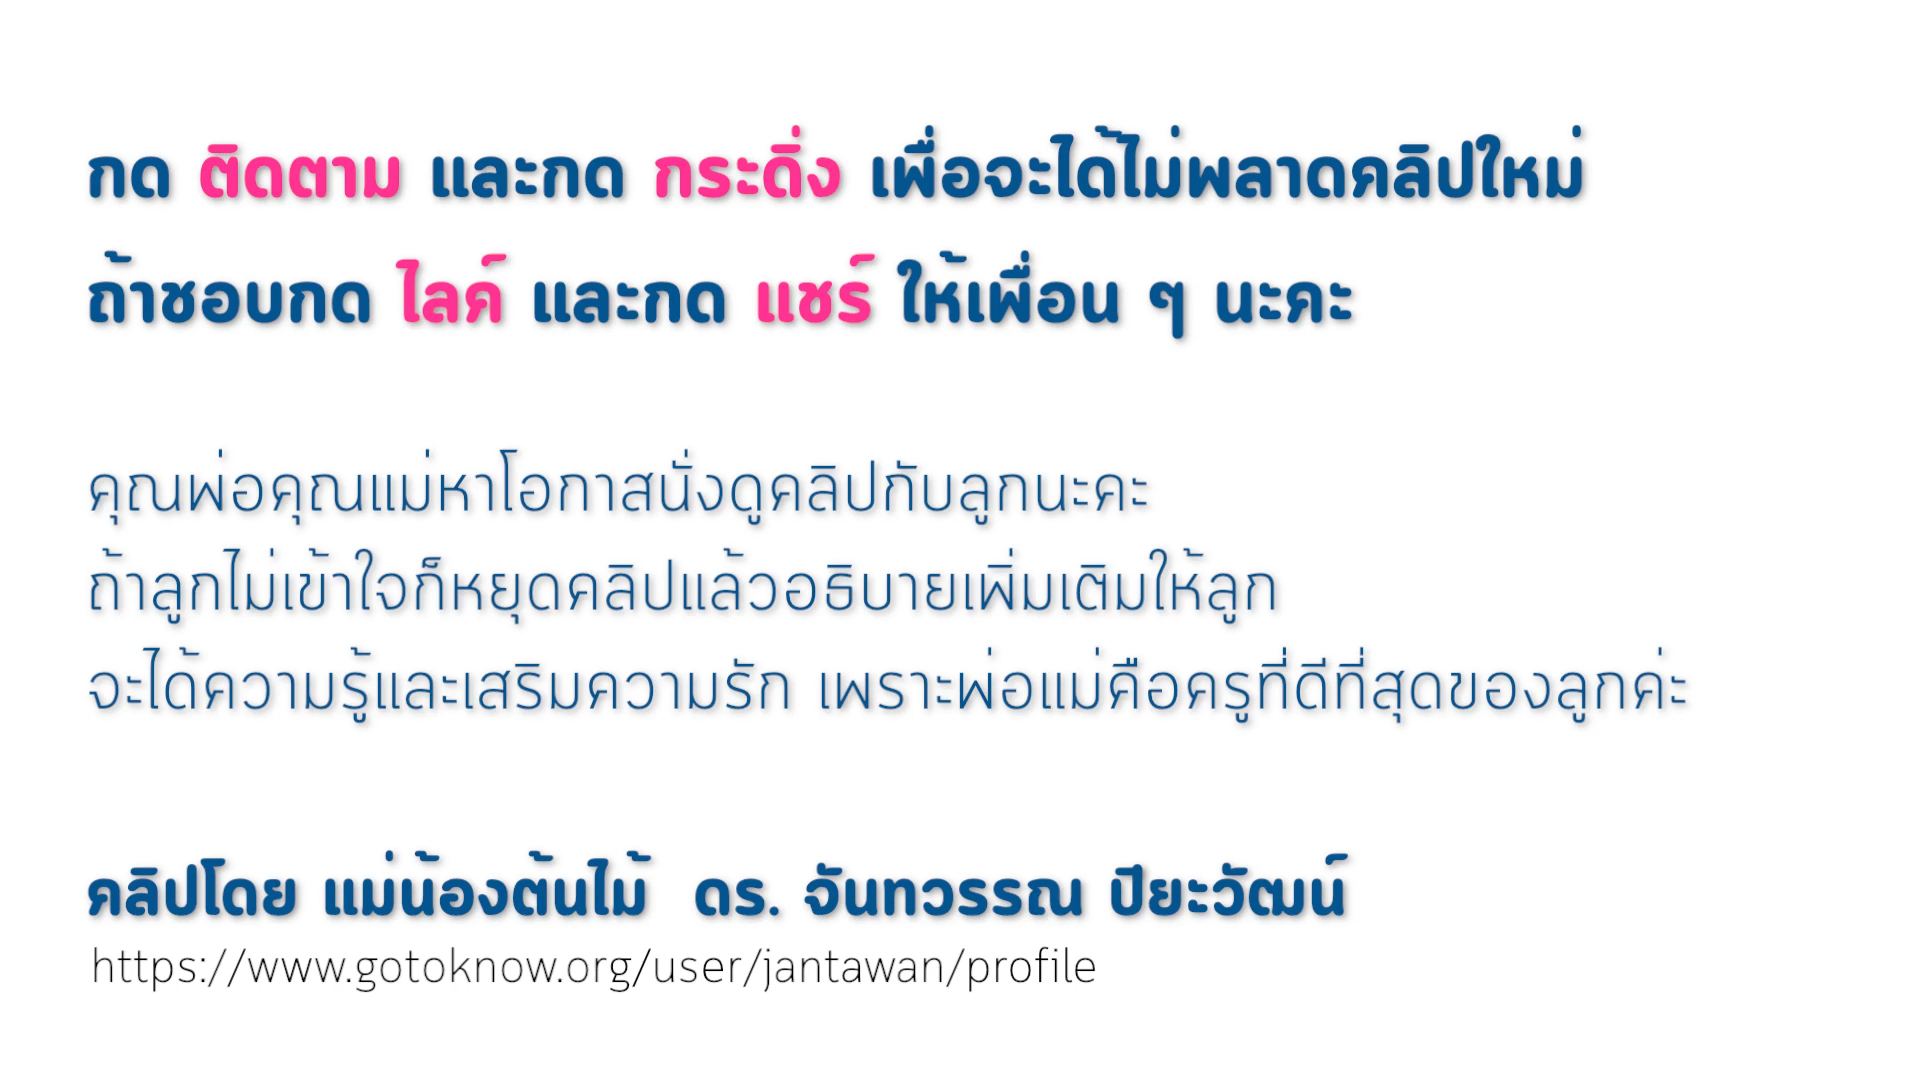 กด ติดตาม และกด กระดิ่ง เพื่อจะได้ไม่พลาดคลิปใหม่
ถ้าชอบกด ไลค์ และกด แชร์ ให้เพื่อน ๆ นะคะ
คุณพ่อคุณแม่หาโอกาสนั่งดูคลิปกับลูกนะคะ
ถ้าลูกไม่เข้าใจก็หยุดคลิปแล้วอธิบายเพิ่มเติมให้ลูก
จะได้ความรู้และเสริมความรัก เพราะพ่อแม่คือครูที่ดีที่สุดของลูกค่ะ
คลิปโดย แม่น้องต้นไม้ ดร. จันทวรรณ ปิยะวัฒน์
https://www.gotoknow.org/user/jantawan/profile